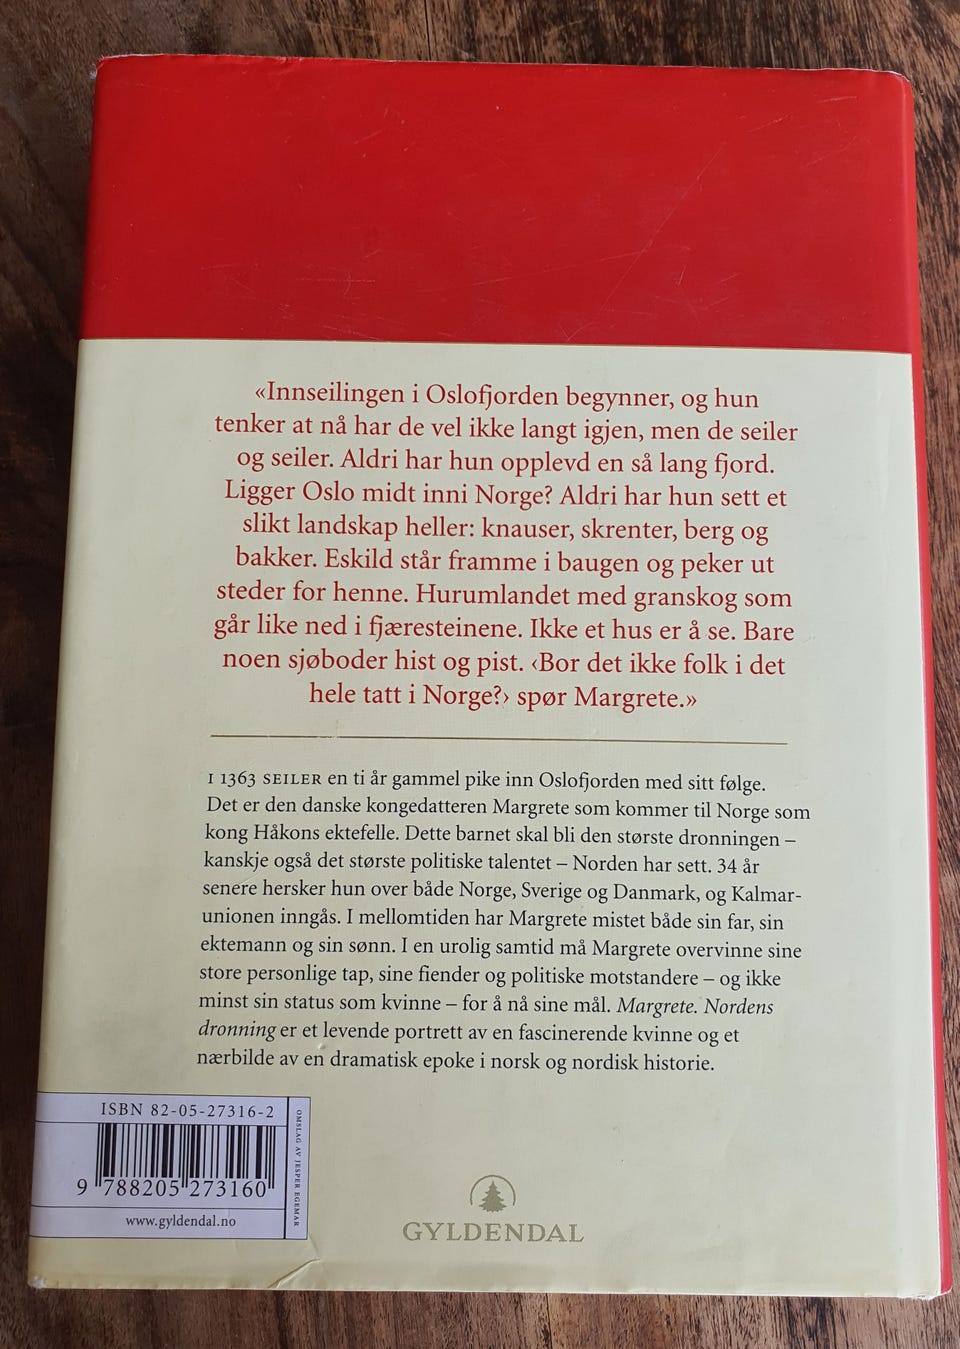 «Innseilingen i Oslofjorden begynner, og hun
tenker at nå har de vel ikke langt igjen, men de seiler
og seiler. Aldri har hun opplevd en så lang fjord.
Ligger Oslo midt inni Norge? Aldri har hun sett et
slikt landskap heller: knauser, skrenter, berg og
bakker. Eskild står framme i baugen og peker ut
steder for henne. Hurumlandet med granskog som
går like ned i fjæresteinene. Ikke et hus er å se. Bare
noen sjøboder hist og pist. ‹Bor det ikke folk i det
hele tatt i Norge?› spør Margrete.»
I 1363 SEILER en ti år gammel pike inn Oslofjorden med sitt følge.
Det er den danske kongedatteren Margrete som kommer til Norge som
kong Håkons ektefelle. Dette barnet skal bli den største dronningen –
kanskje også det største politiske talentet – Norden har sett. 34 år
senere hersker hun over både Norge, Sverige og Danmark, og Kalmar-
unionen inngås. I mellomtiden har Margrete mistet både sin far, sin
ektemann og sin sønn. I en urolig samtid må Margrete overvinne sine
store personlige tap, sine fiender og politiske motstandere – og ikke
minst sin status som kvinne – for å nå sine mål. Margrete. Nordens
dronning er et levende portrett av en fascinerende kvinne og et
nærbilde av en dramatisk epoke i norsk og nordisk historie.
ISBN 82-05-27316-2
9 788205 273160
www.gyldendal.no
OMSLAG AV JESPER EGEMAR
GYLDENDAL